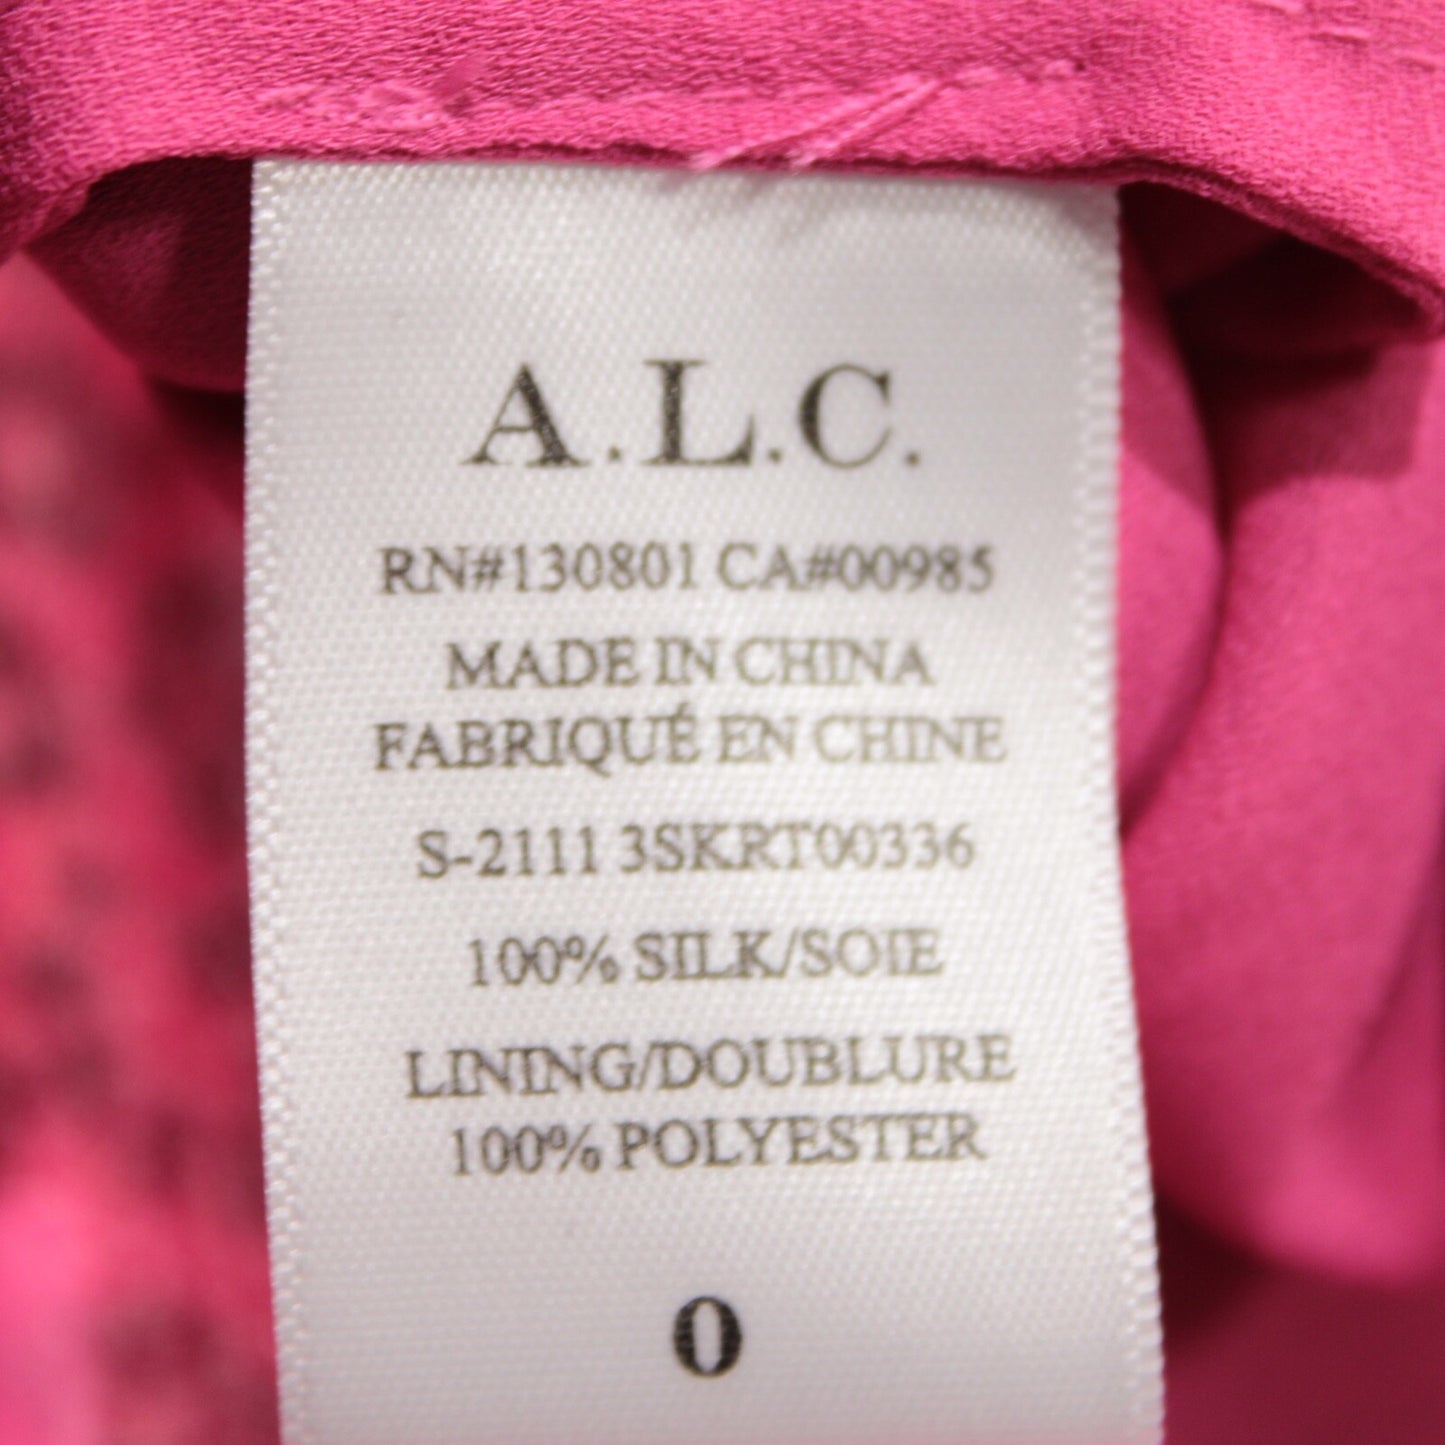 A.L.C.
RN#130801 CA#00985
MADE IN CHINA
FABRIQUÉ EN CHINE
S-2111 3SKRT00336
100% SILK/SOIE
LINING/DOUBLURE
100% POLYESTER
0